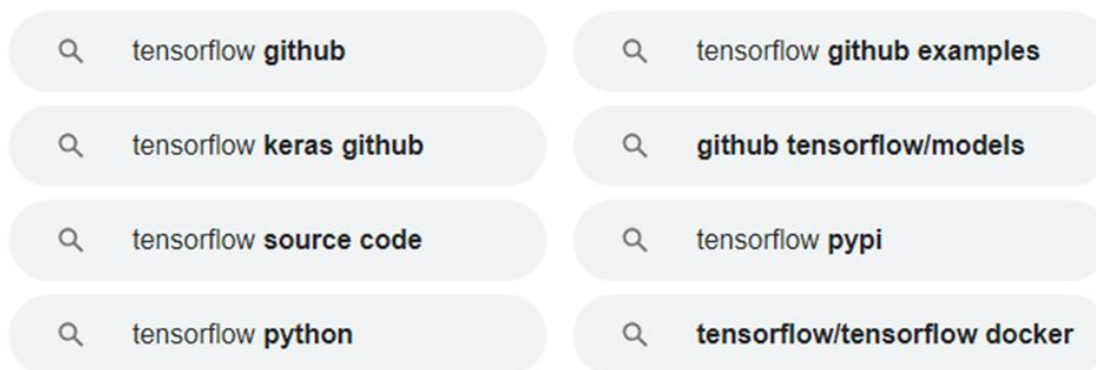 tensorflow github
tensorflow github examples
tensorflow keras github
github tensorflow/models
tensorflow source code
tensorflow pypi
tensorflow python
tensorflow/tensorflow docker